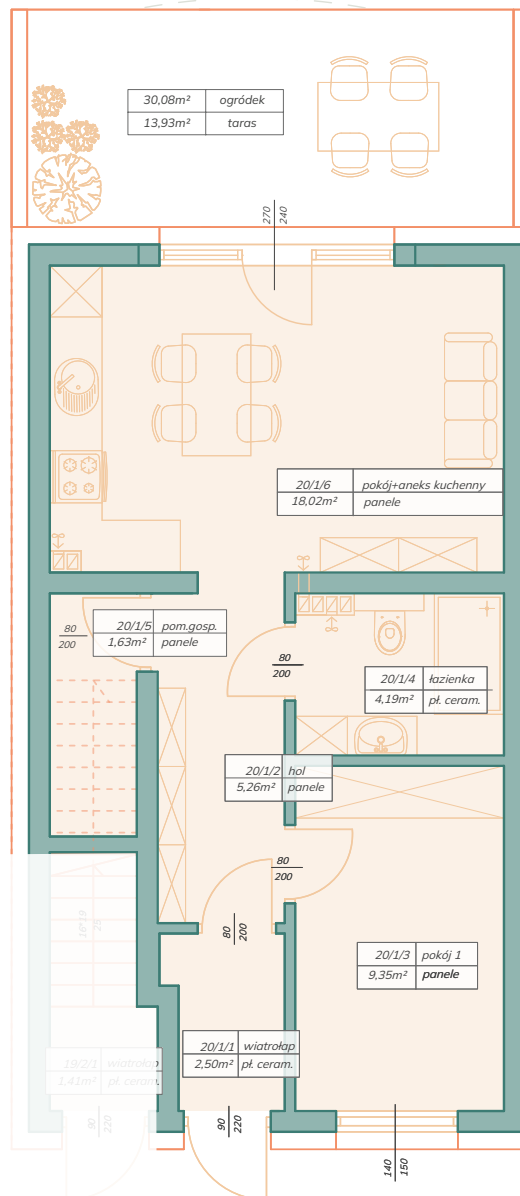 30,08m² ogródek
13,93m² taras
270
240
20/1/6 pokój+aneks kuchenny
18,02m² panele
80
200
20/1/5 pom.gosp.
1,63m² panele
80
200
20/1/4 łazienka
4,19m² pł. ceram.
20/1/2 hol
5,26m² panele
80
200
80
200
16*19
25
20/1/3 pokój 1
9,35m² panele
20/1/1 wiatrołap
2,50m² pł. ceram.
19/2/1 wiatrołap
1,41m² pł. ceram.
90
220
90
220
140
150